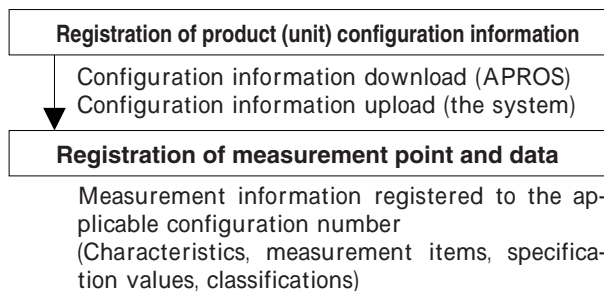 Registration of product (unit) configuration information
Configuration information download (APROS)
Configuration information upload (the system)
Registration of measurement point and data
Measurement information registered to the ap-
plicable configuration number
(Characteristics, measurement items, specifica-
tion values, classifications)